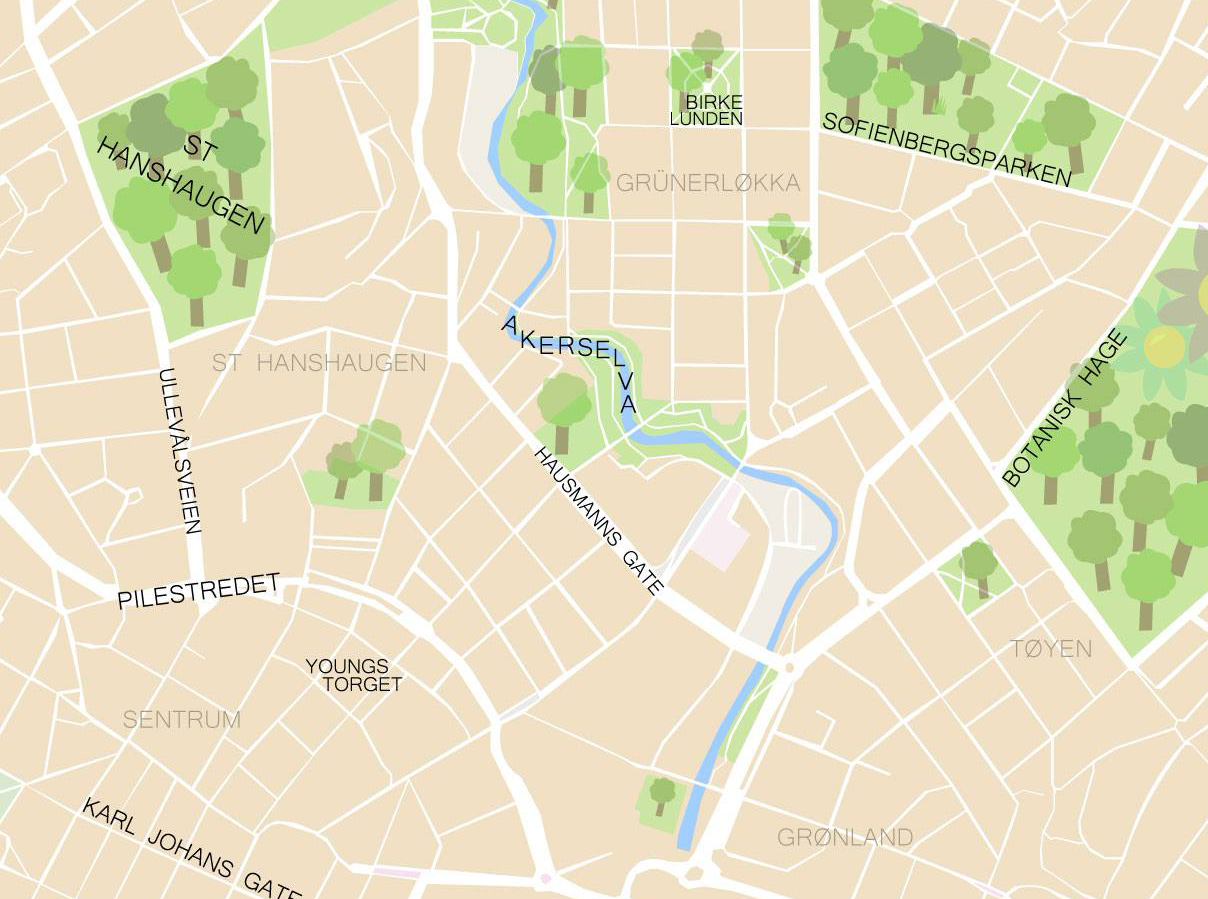 BIRKE
LUNDEN
SOFIENBERGSPARKEN
ST
HANSHAUGEN
GRÜNERLØKKA
AKERSELVA
ST HANSHAUGEN
BOTANISK HAGE
ULLEVÅLSVEIEN
HAUSMANNS GATE
PILESTREDET
TØYEN
YOUNGS
TORGET
SENTRUM
KARL JOHANS GATE
GRØNLAND